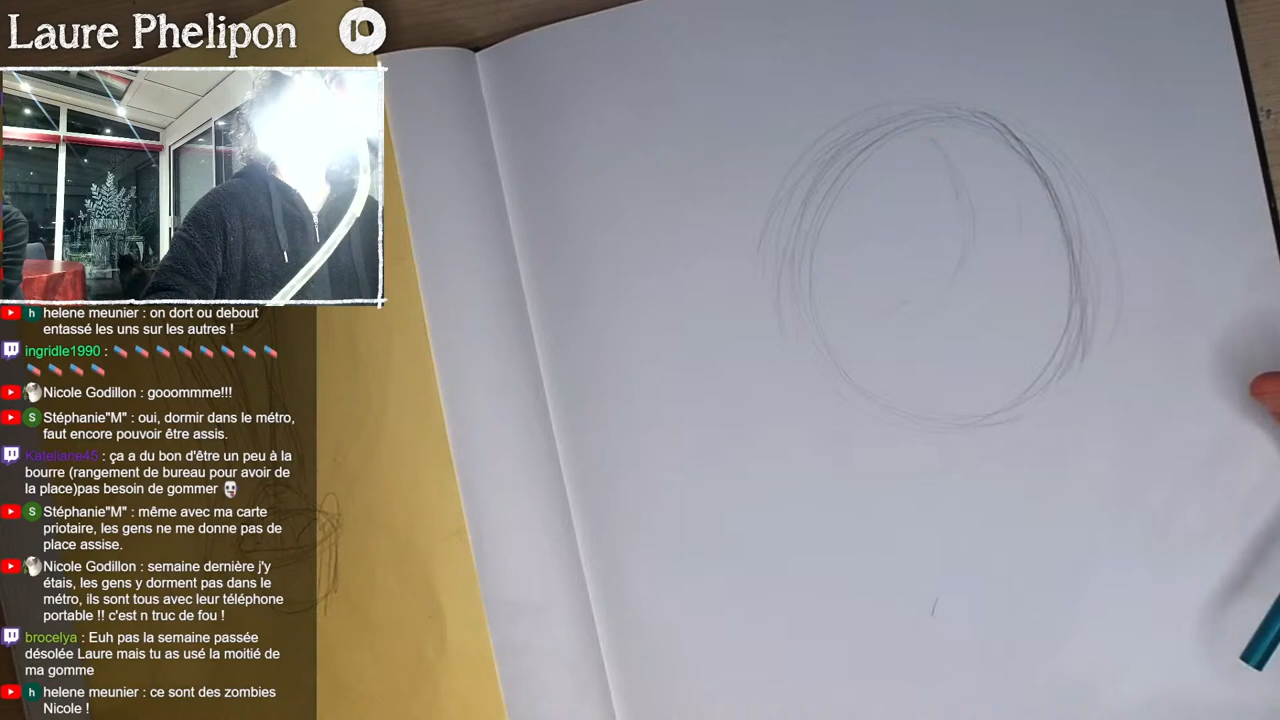 Laure Phelipon
helene meunier : on dort ou debout
entassé les uns sur les autres !
ingridle1990 :
Nicole Godillon : gooommme!!!
Stéphanie"M" : oui, dormir dans le métro,
faut encore pouvoir être assis.
Kateliane45 : ça a du bon d'être un peu à la
bourre (rangement de bureau pour avoir de
la place)pas besoin de gommer
Stéphanie"M" : même avec ma carte
priotaire, les gens ne me donne pas de
place assise.
Nicole Godillon : semaine dernière j'y
étais, les gens y dorment pas dans le
métro, ils sont tous avec leur téléphone
portable !! c'est n truc de fou !
brocelya : Euh pas la semaine passée
désolée Laure mais tu as usé la moitié de
ma gomme
helene meunier : ce sont des zombies
Nicole !